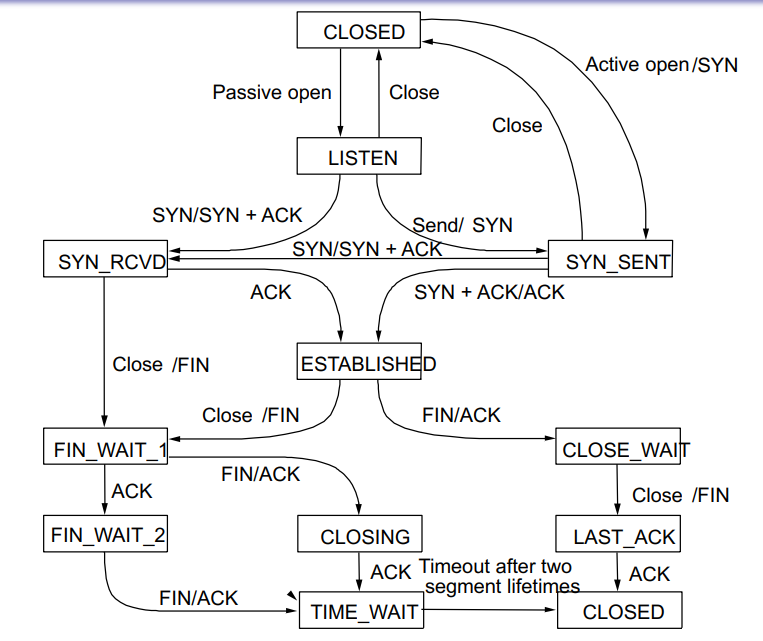 CLOSED
Active open/SYN
Passive open
Close
Close
LISTEN
SYN/SYN + ACK
Send/ SYN
SYN/SYN + ACK
SYN_RCVD
SYN_SENT
ACK
SYN + ACK/ACK
ESTABLISHED
Close /FIN
Close /FIN
FIN/ACK
FIN_WAIT_1
CLOSE_WAIT
FIN/ACK
ACK
Close /FIN
FIN_WAIT_2
CLOSING
LAST_ACK
ACK
Timeout after two
segment lifetimes
ACK
FIN/ACK
TIME_WAIT
CLOSED